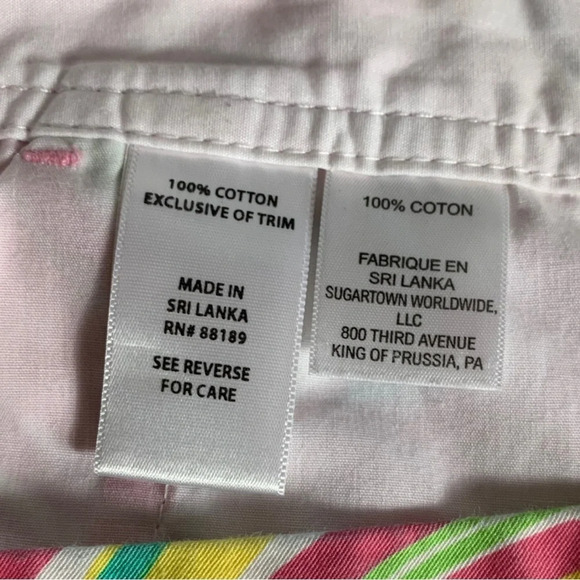 100% COTTON
EXCLUSIVE OF TRIM
MADE IN
SRI LANKA
RN# 88189
SEE REVERSE
FOR CARE
100% COTON
FABRIQUE EN
SRI LANKA
SUGARTOWN WORLDWIDE,
LLC
800 THIRD AVENUE
KING OF PRUSSIA, PA